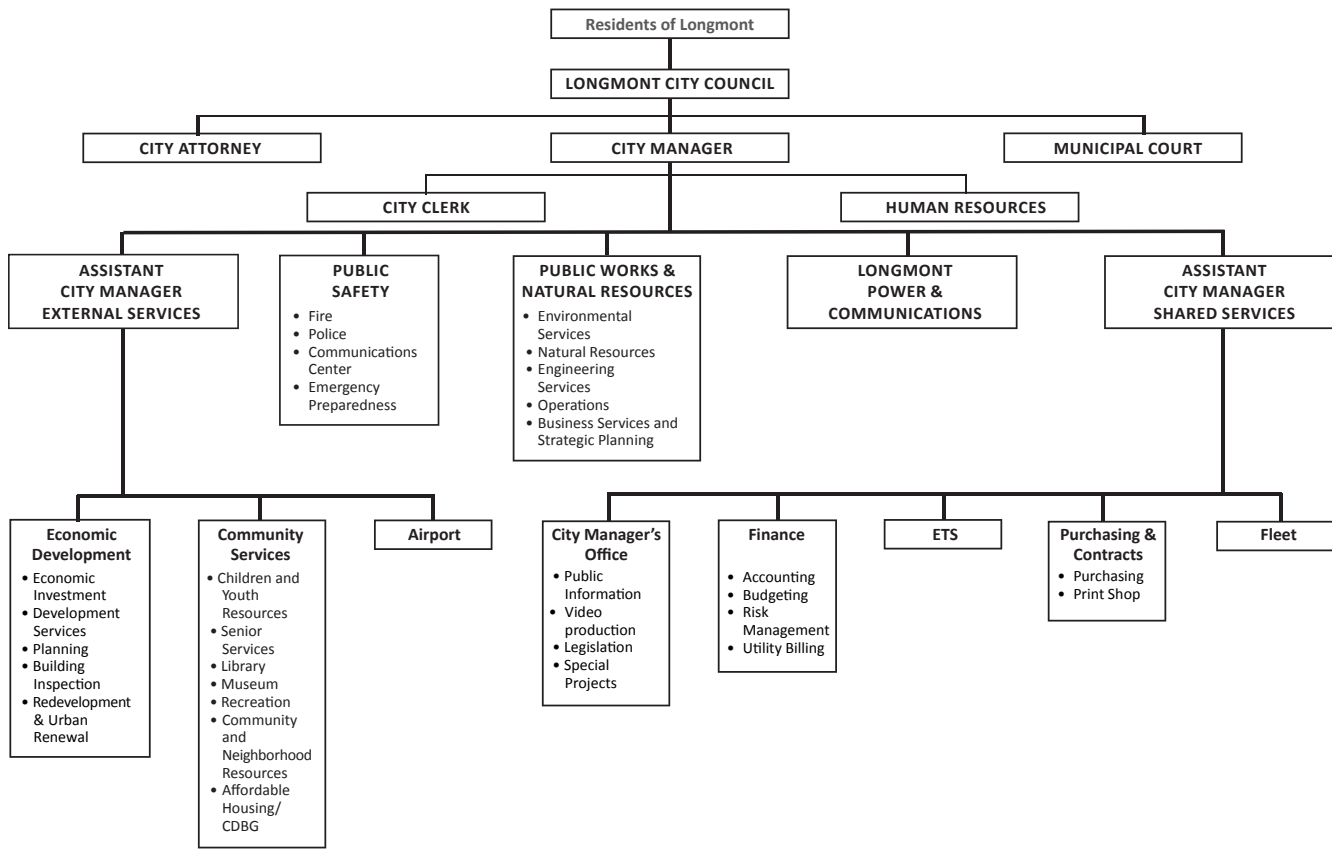 Residents of Longmont
LONGMONT CITY COUNCIL
CITY ATTORNEY
CITY MANAGER
MUNICIPAL COURT
CITY CLERK
HUMAN RESOURCES
ASSISTANT
CITY MANAGER
EXTERNAL SERVICES
PUBLIC
SAFETY
• Fire
• Police
• Communications
Center
• Emergency
Preparedness
PUBLIC WORKS &
NATURAL RESOURCES
• Environmental
Services
• Natural Resources
• Engineering
Services
• Operations
• Business Services and
Strategic Planning
LONGMONT
POWER &
COMMUNICATIONS
ASSISTANT
CITY MANAGER
SHARED SERVICES
Economic
Development
• Economic
Investment
• Development
Services
• Planning
• Building
Inspection
• Redevelopment
& Urban
Renewal
Community
Services
• Children and
Youth
Resources
• Senior
Services
• Library
• Museum
• Recreation
• Community
and
Neighborhood
Resources
• Affordable
Housing/
CDBG
Airport
City Manager's
Office
• Public
Information
• Video
production
• Legislation
• Special
Projects
Finance
• Accounting
• Budgeting
• Risk
Management
• Utility Billing
ETS
Purchasing &
Contracts
• Purchasing
• Print Shop
Fleet